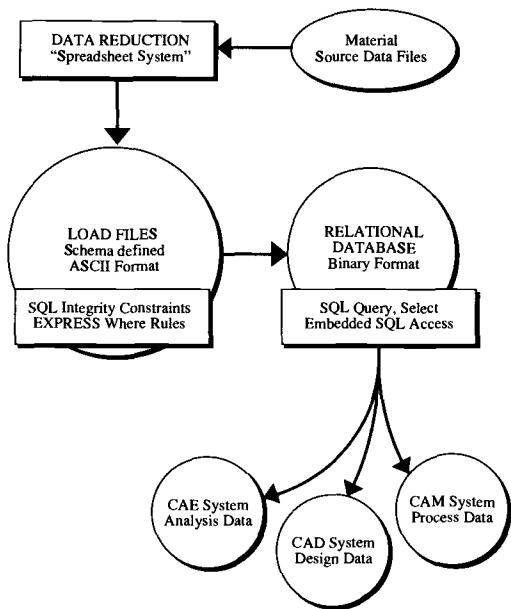 DATA REDUCTION
“Spreadsheet System”
Material
Source Data Files
LOAD FILES
Schema defined
ASCII Format
SQL Integrity Constraints
EXPRESS Where Rules
RELATIONAL
DATABASE
Binary Format
SQL Query, Select
Embedded SQL Access
CAE System
Analysis Data
CAD System
Design Data
CAM System
Process Data